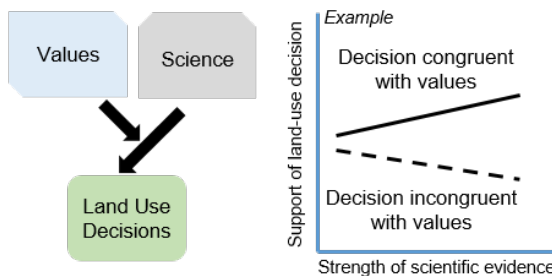 Values
Science
Land Use
Decisions
Example
Decision congruent
with values
Decision incongruent
with values
Support of land-use decision
Strength of scientific evidence